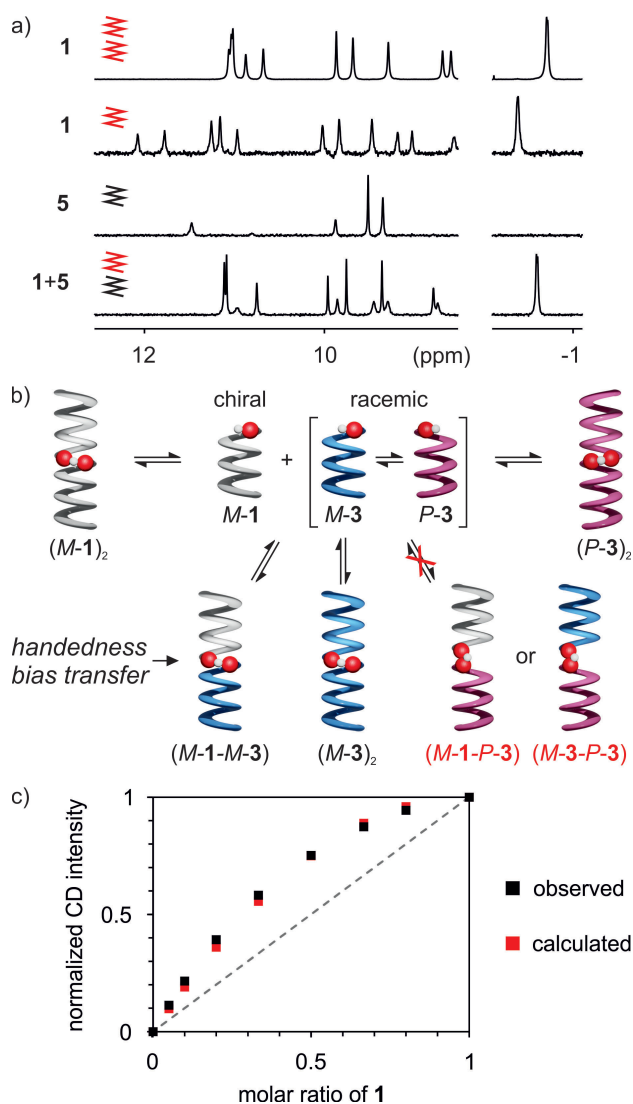 a)
1
1
5
1+5
12
10
(ppm)
-1
b)
chiral
racemic
+
(M-1)2
M-1
M-3
P-3
(P-3)2
handedness
bias transfer
or
(M-1-M-3)
(M-3)2
(M-1-P-3)
(M-3-P-3)
c)
normalized CD intensity
1
0.5
0
0
0.5
1
molar ratio of 1
observed
calculated